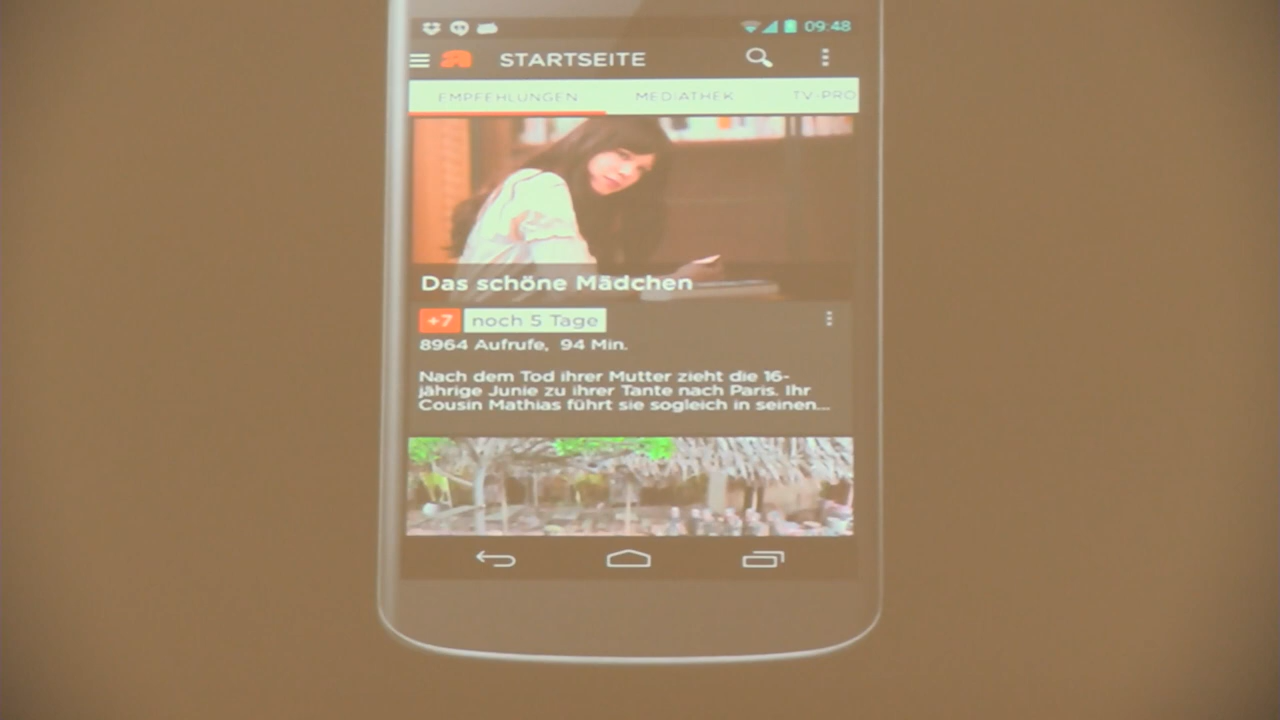 09:48
STARTSEITE
EMPFEHLUNGEN MEDIATHEK TV-PRO
Das schöne Mädchen
+7 noch 5 Tage
8964 Aufrufe, 94 Min.
Nach dem Tod ihrer Mutter zieht die 16-
jährige Junie zu ihrer Tante nach Paris. Ihr
Cousin Mathias führt sie sogleich in seinen...